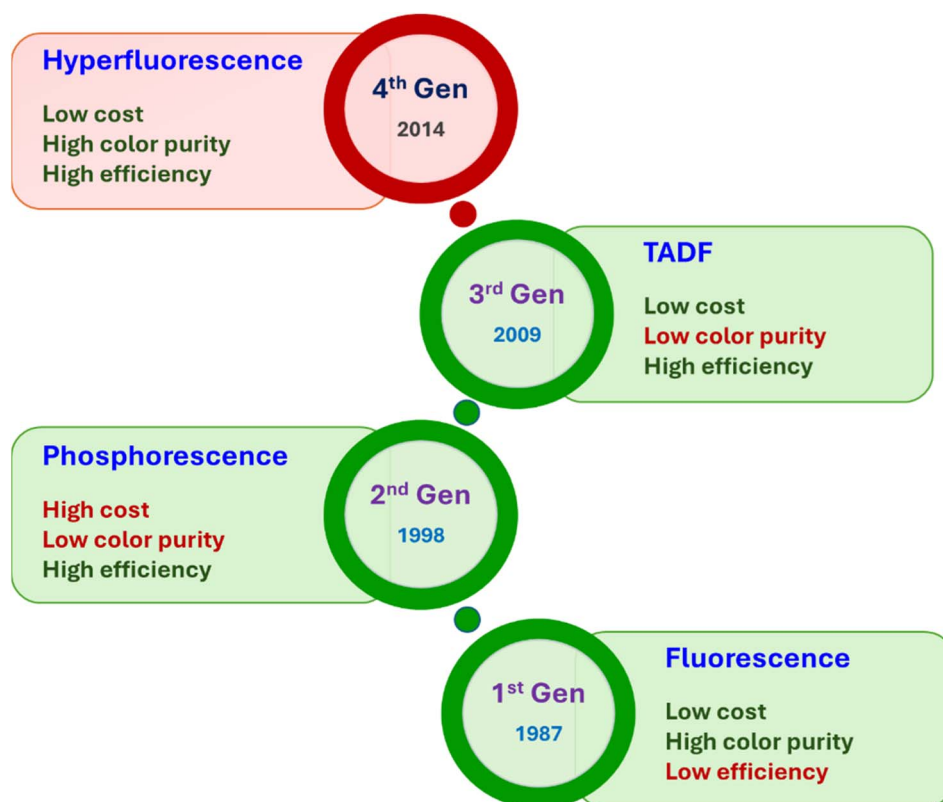 Hyperfluorescence
Low cost
High color purity
High efficiency
4th Gen
2014
3rd Gen
2009
TADF
Low cost
Low color purity
High efficiency
Phosphorescence
High cost
Low color purity
High efficiency
2nd Gen
1998
1st Gen
1987
Fluorescence
Low cost
High color purity
Low efficiency